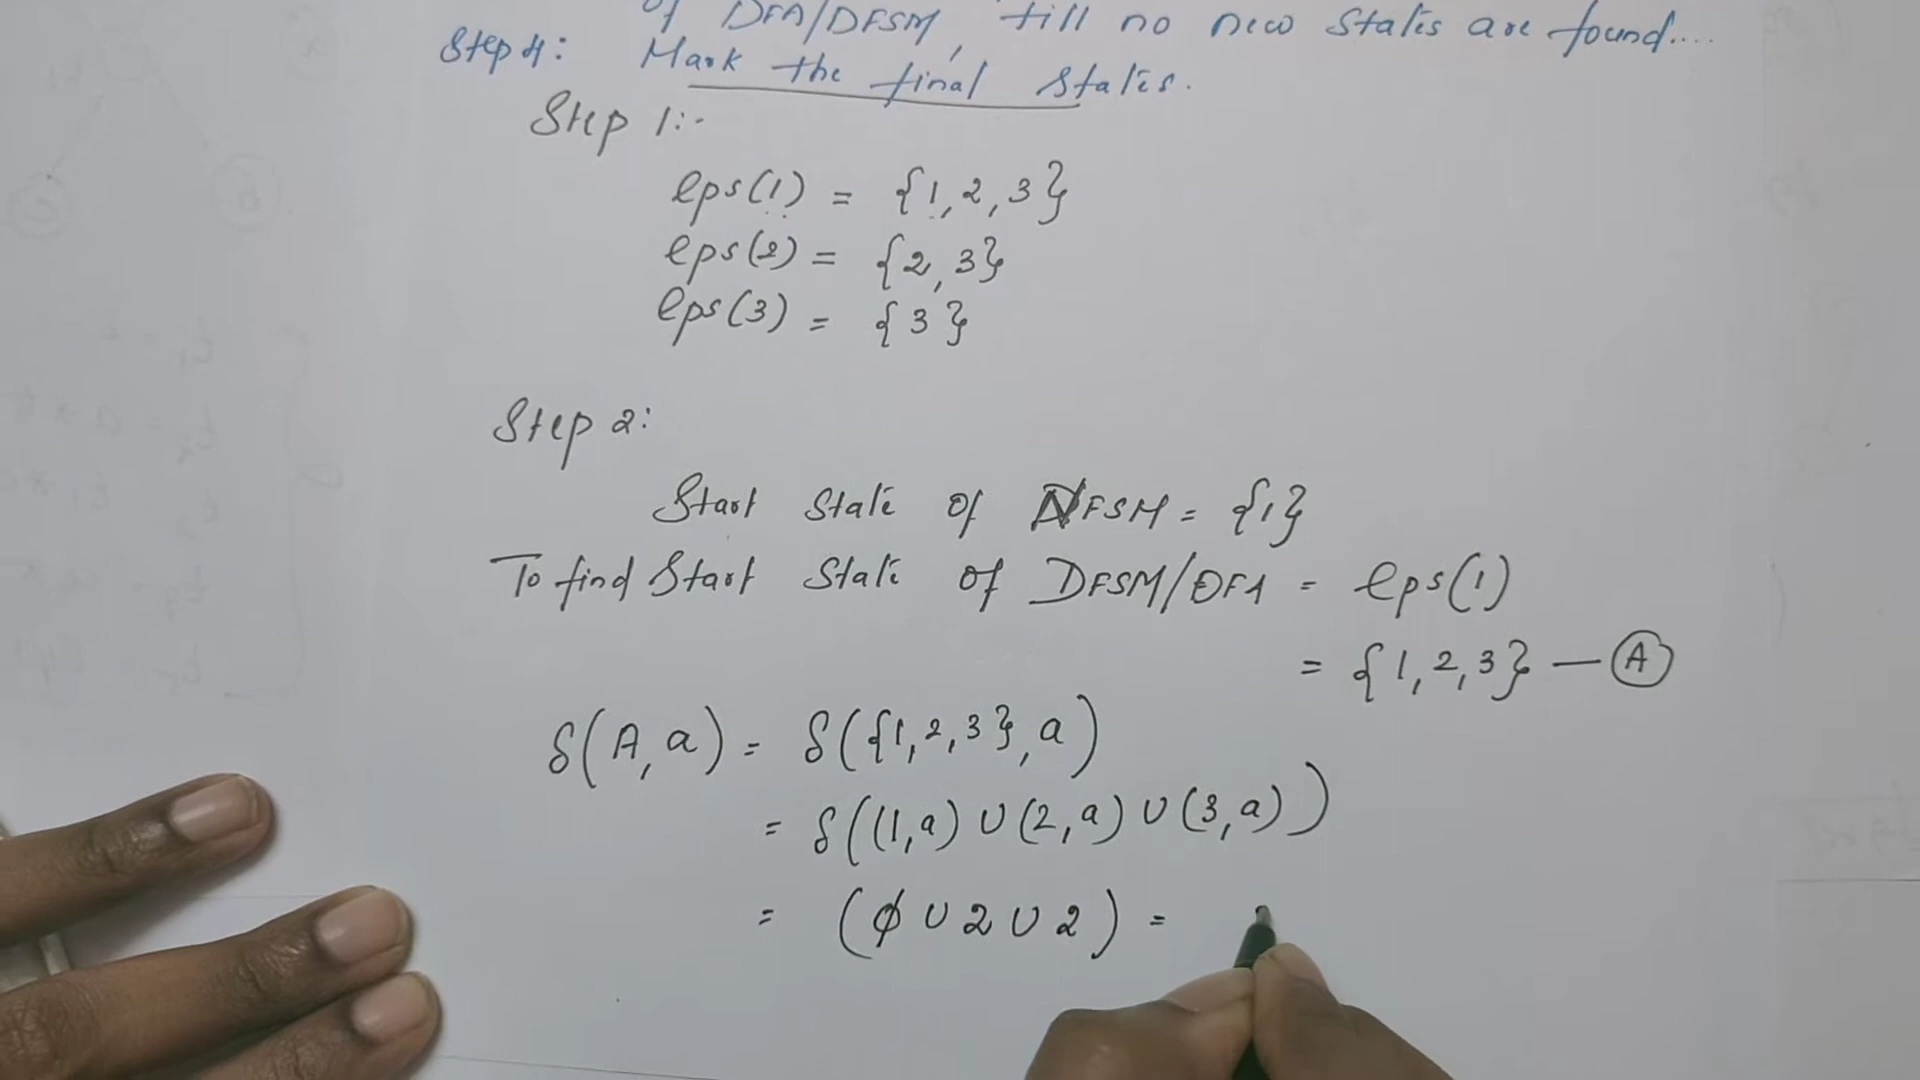 of DFA/DFSM, till no new states are found....
Step 4: Mark the final states.
Step 1:-
eps(1) = {1,2,3}
eps(2) = {2,3}
eps(3) = {3}
Step 2:
Start state of NFSM = {1}
To find Start State of DFSM/DFA = eps(1)
= {1,2,3} — A
δ(A,a) = δ({1,2,3},a)
= δ((1,a) ∪ (2,a) ∪ (3,a))
= (ϕ ∪ 2 ∪ 2) =